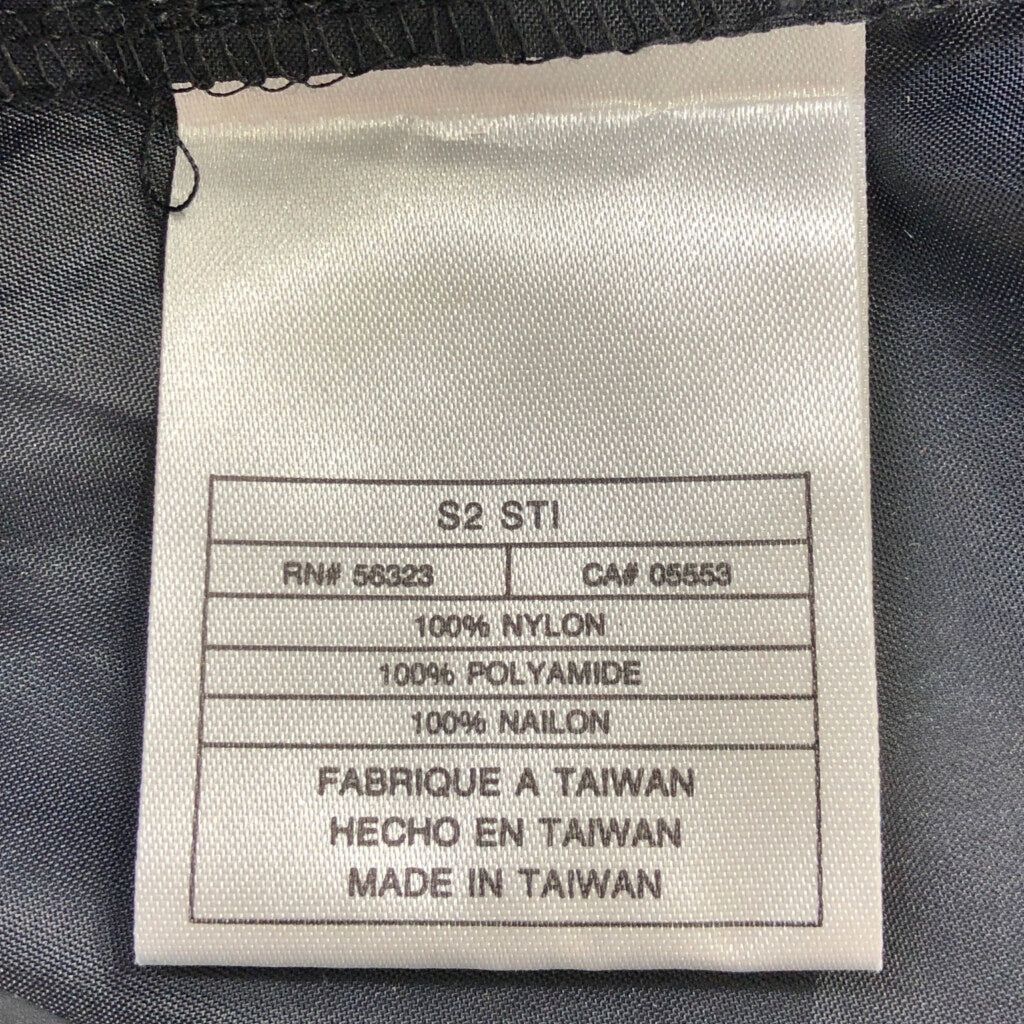 S2 STI
RN# 56323 CA# 05553
100% NYLON
100% POLYAMIDE
100% NAILON
FABRIQUE A TAIWAN
HECHO EN TAIWAN
MADE IN TAIWAN